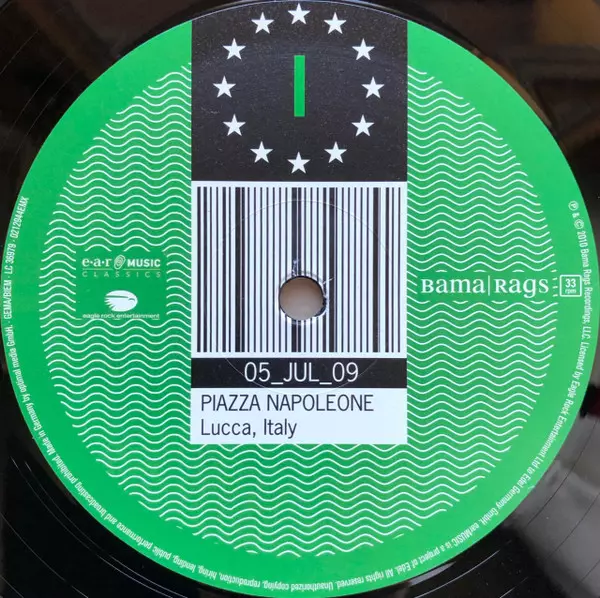 I
e·a·r MUSIC
CLASSICS
eagle rock entertainment
Bama|Rags
33
rpm
05_JUL_09
PIAZZA NAPOLEONE
Lucca, Italy
℗ & © 2010 Bama Rags Recordings, LLC. Licensed by Eagle Rock Entertainment Ltd to Edel Germany GmbH. earMUSIC is a project of Edel. All rights reserved. Unauthorized copying, reproduction, hiring, lending, public performance and broadcasting prohibited. Made in Germany by optimal media GmbH. · GEMA/BIEM · LC 36979 · 0212944EMX